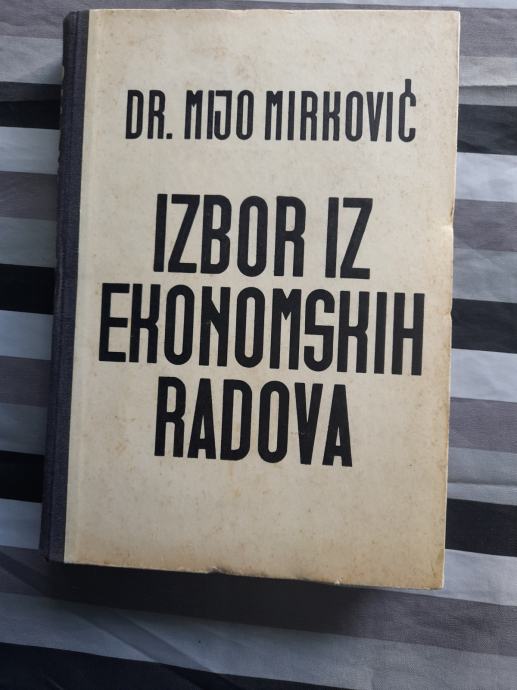 DR. MIJO MIRKOVIĆ
IZBOR IZ
EKONOMSKIH
RADOVA